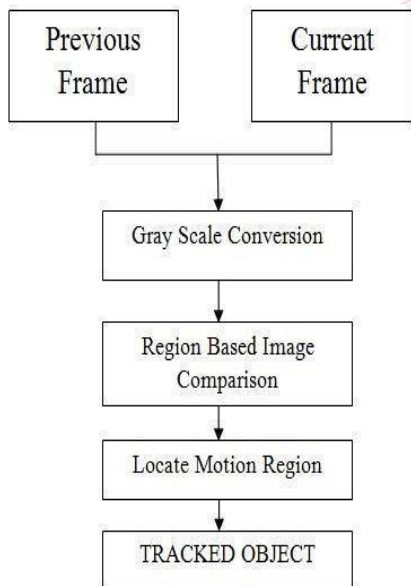 Previous
Frame
Current
Frame
Gray Scale Conversion
Region Based Image
Comparison
Locate Motion Region
TRACKED OBJECT